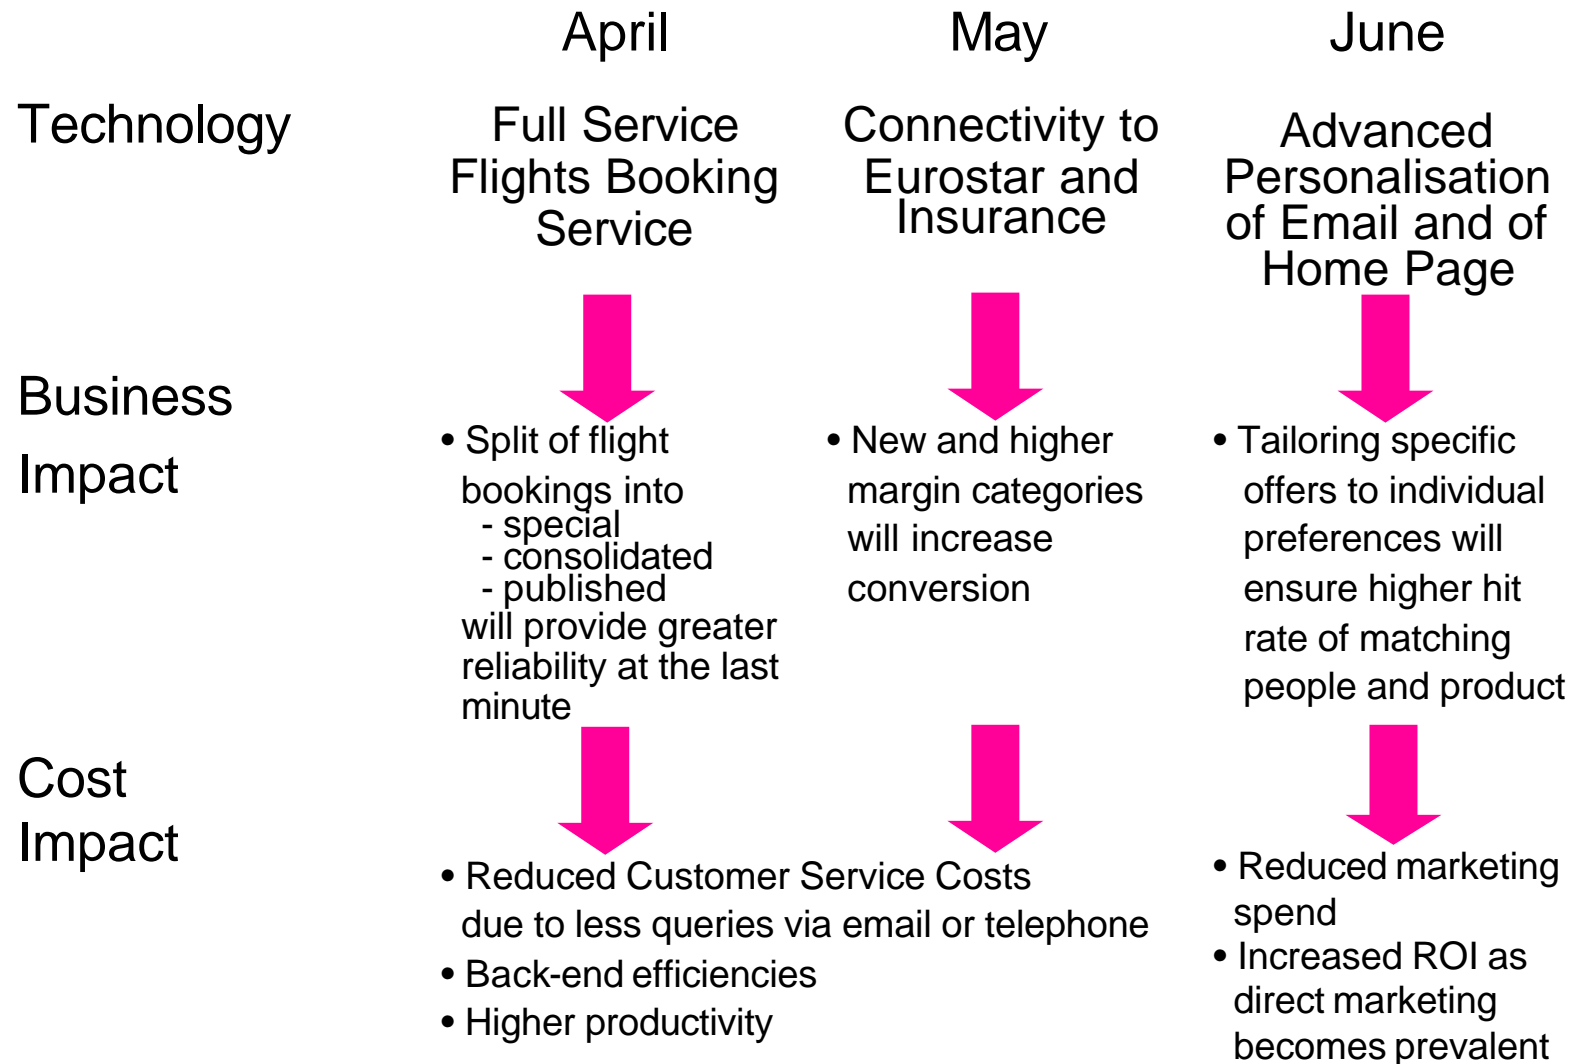 April
May
June
Technology
Full Service
Flights Booking
Service
Connectivity to
Eurostar and
Insurance
Advanced
Personalisation
of Email and of
Home Page
Business
Impact
• Split of flight
bookings into
- special
- consolidated
- published
will provide greater
reliability at the last
minute
• New and higher
margin categories
will increase
conversion
• Tailoring specific
offers to individual
preferences will
ensure higher hit
rate of matching
people and product
Cost
Impact
• Reduced Customer Service Costs
due to less queries via email or telephone
• Back-end efficiencies
• Higher productivity
• Reduced marketing
spend
• Increased ROI as
direct marketing
becomes prevalent